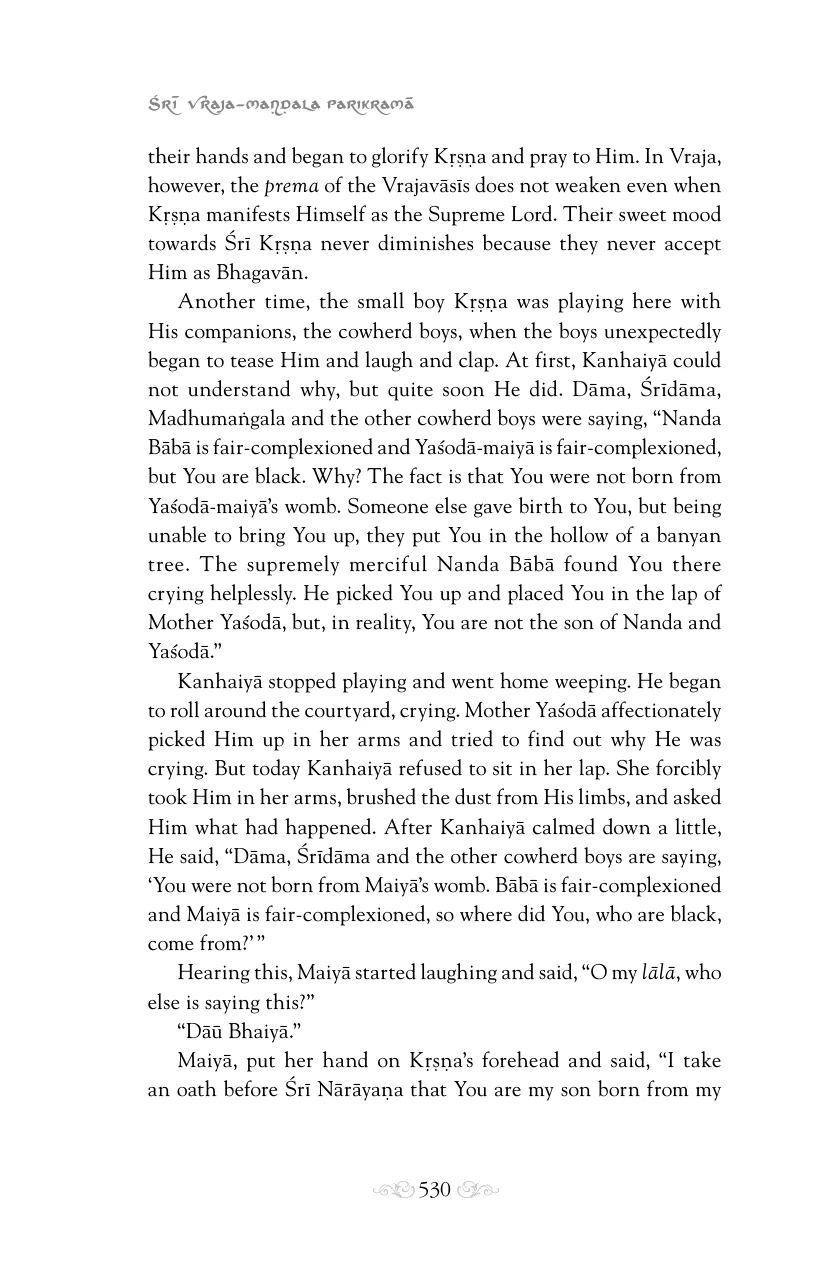 Śrī Vraja-maṇḍala Parikramā
their hands and began to glorify Kṛṣṇa and pray to Him. In Vraja,
however, the prema of the Vrajavāsīs does not weaken even when
Kṛṣṇa manifests Himself as the Supreme Lord. Their sweet mood
towards Śrī Kṛṣṇa never diminishes because they never accept
Him as Bhagavān.
Another time, the small boy Kṛṣṇa was playing here with
His companions, the cowherd boys, when the boys unexpectedly
began to tease Him and laugh and clap. At first, Kanhaiyā could
not understand why, but quite soon He did. Dāma, Śrīdāma,
Madhumaṅgala and the other cowherd boys were saying, “Nanda
Bābā is fair-complexioned and Yaśodā-maiyā is fair-complexioned,
but You are black. Why? The fact is that You were not born from
Yaśodā-maiyā’s womb. Someone else gave birth to You, but being
unable to bring You up, they put You in the hollow of a banyan
tree. The supremely merciful Nanda Bābā found You there
crying helplessly. He picked You up and placed You in the lap of
Mother Yaśodā, but, in reality, You are not the son of Nanda and
Yaśodā.”
Kanhaiyā stopped playing and went home weeping. He began
to roll around the courtyard, crying. Mother Yaśodā affectionately
picked Him up in her arms and tried to find out why He was
crying. But today Kanhaiyā refused to sit in her lap. She forcibly
took Him in her arms, brushed the dust from His limbs, and asked
Him what had happened. After Kanhaiyā calmed down a little,
He said, “Dāma, Śrīdāma and the other cowherd boys are saying,
‘You were not born from Maiyā’s womb. Bābā is fair-complexioned
and Maiyā is fair-complexioned, so where did You, who are black,
come from?’”
Hearing this, Maiyā started laughing and said, “O my lālā, who
else is saying this?”
“Dāū Bhaiyā.”
Maiyā, put her hand on Kṛṣṇa’s forehead and said, “I take
an oath before Śrī Nārāyaṇa that You are my son born from my
530